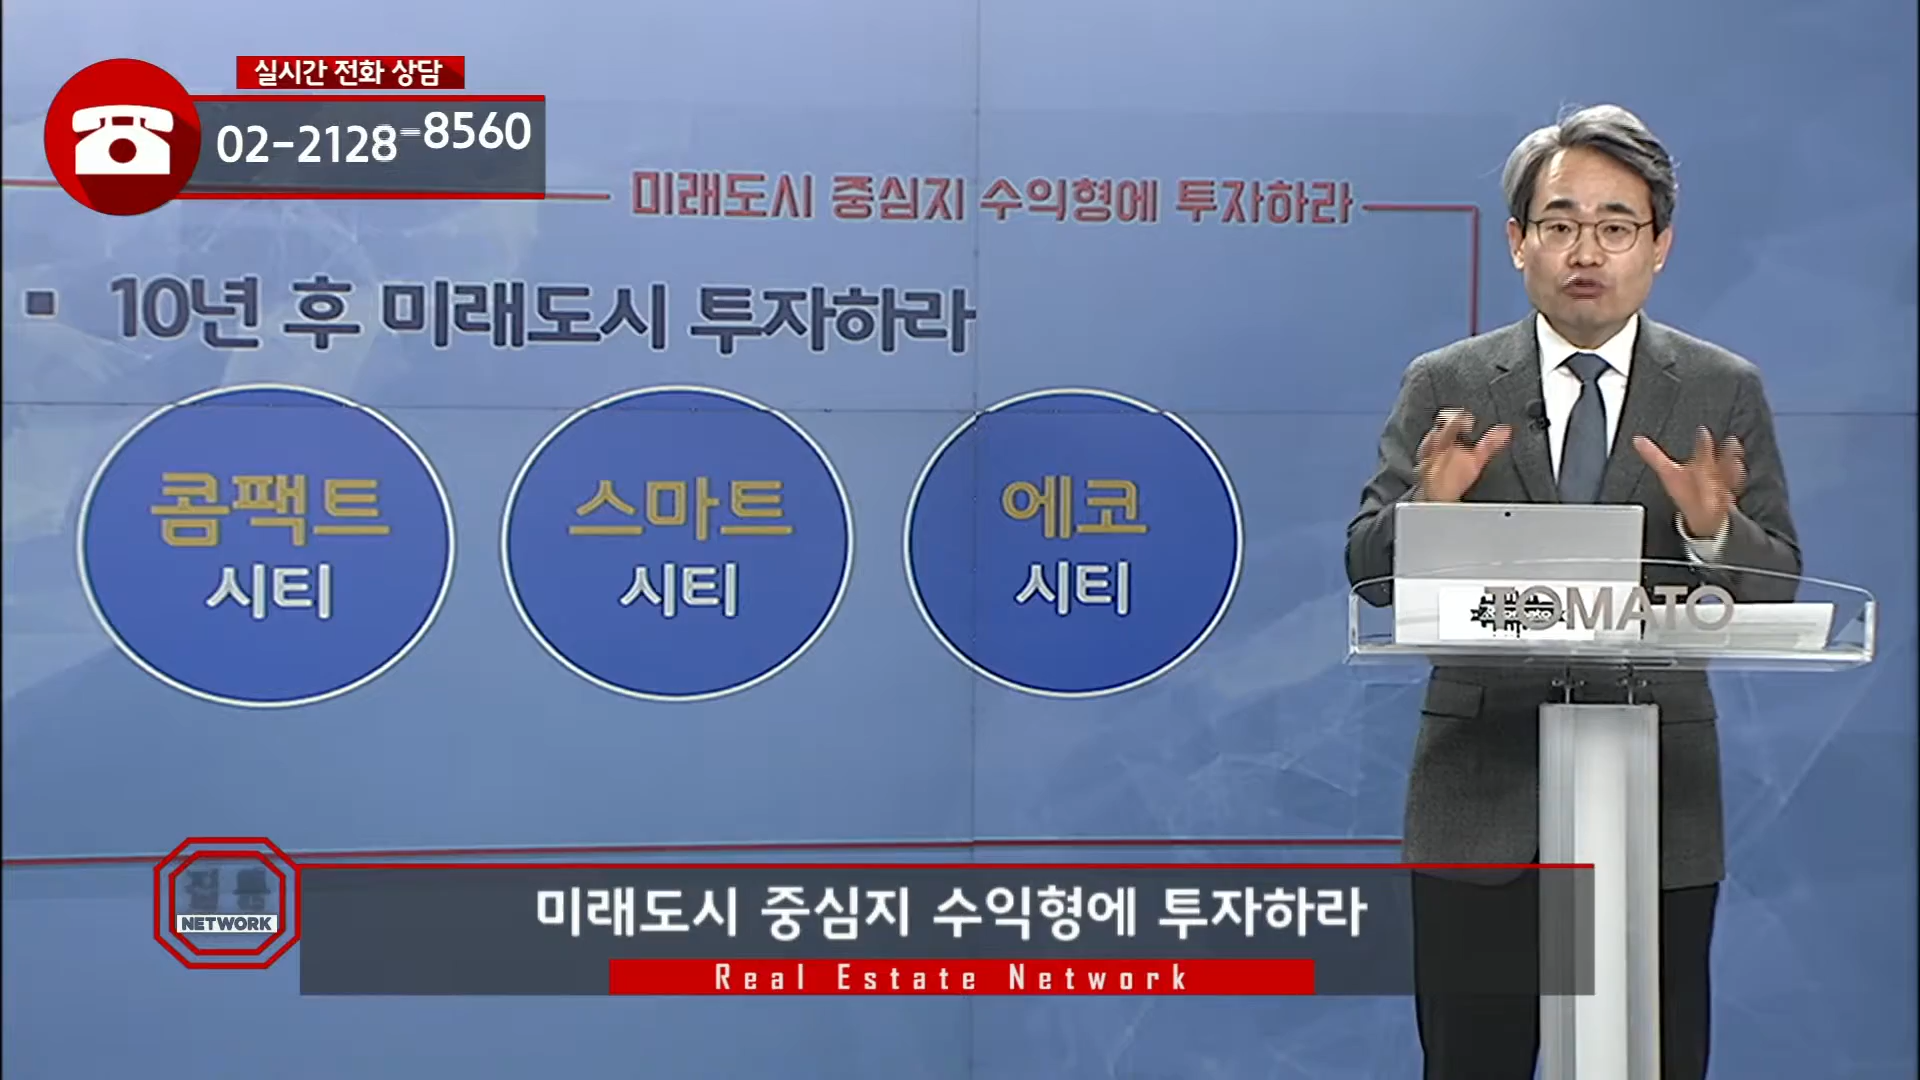 실시간 전화 상담
02-2128-8560
미래도시 중심지 수익형에 투자하라
10년 후 미래도시 투자하라
콤팩트
시티
스마트
시티
에코
시티
TOMATO
NETWORK
미래도시 중심지 수익형에 투자하라
Real Estate Network